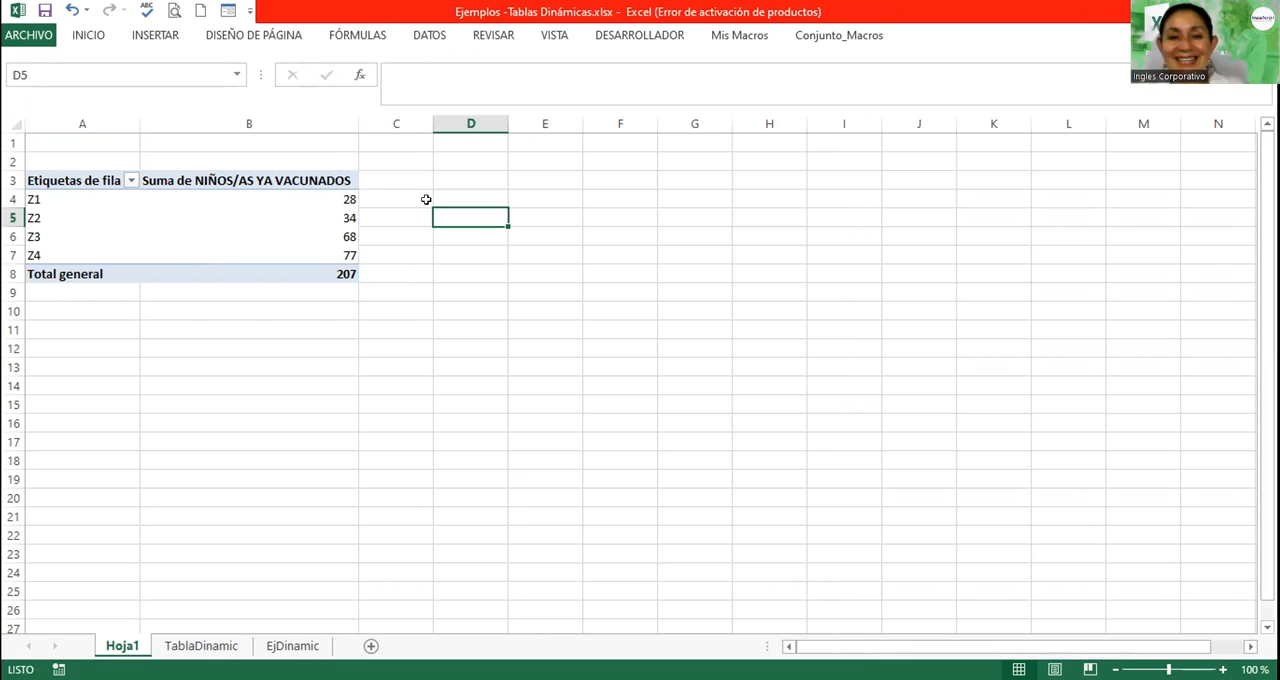 Ejemplos -Tablas Dinámicas.xlsx - Excel (Error de activación de productos)
ARCHIVO INICIO INSERTAR DISEÑO DE PÁGINA FÓRMULAS DATOS REVISAR VISTA DESARROLLADOR Mis Macros Conjunto_Macros
Ingles Corporativo
D5 fx
A B C D E F G H I J K L M N
1
2
3 Etiquetas de fila Suma de NIÑOS/AS YA VACUNADOS
4 Z1 28
5 Z2 34
6 Z3 68
7 Z4 77
8 Total general 207
9
10
11
12
13
14
15
16
17
18
19
20
21
22
23
24
25
26
27
Hoja1 TablaDinamic EjDinamic
LISTO 100 %